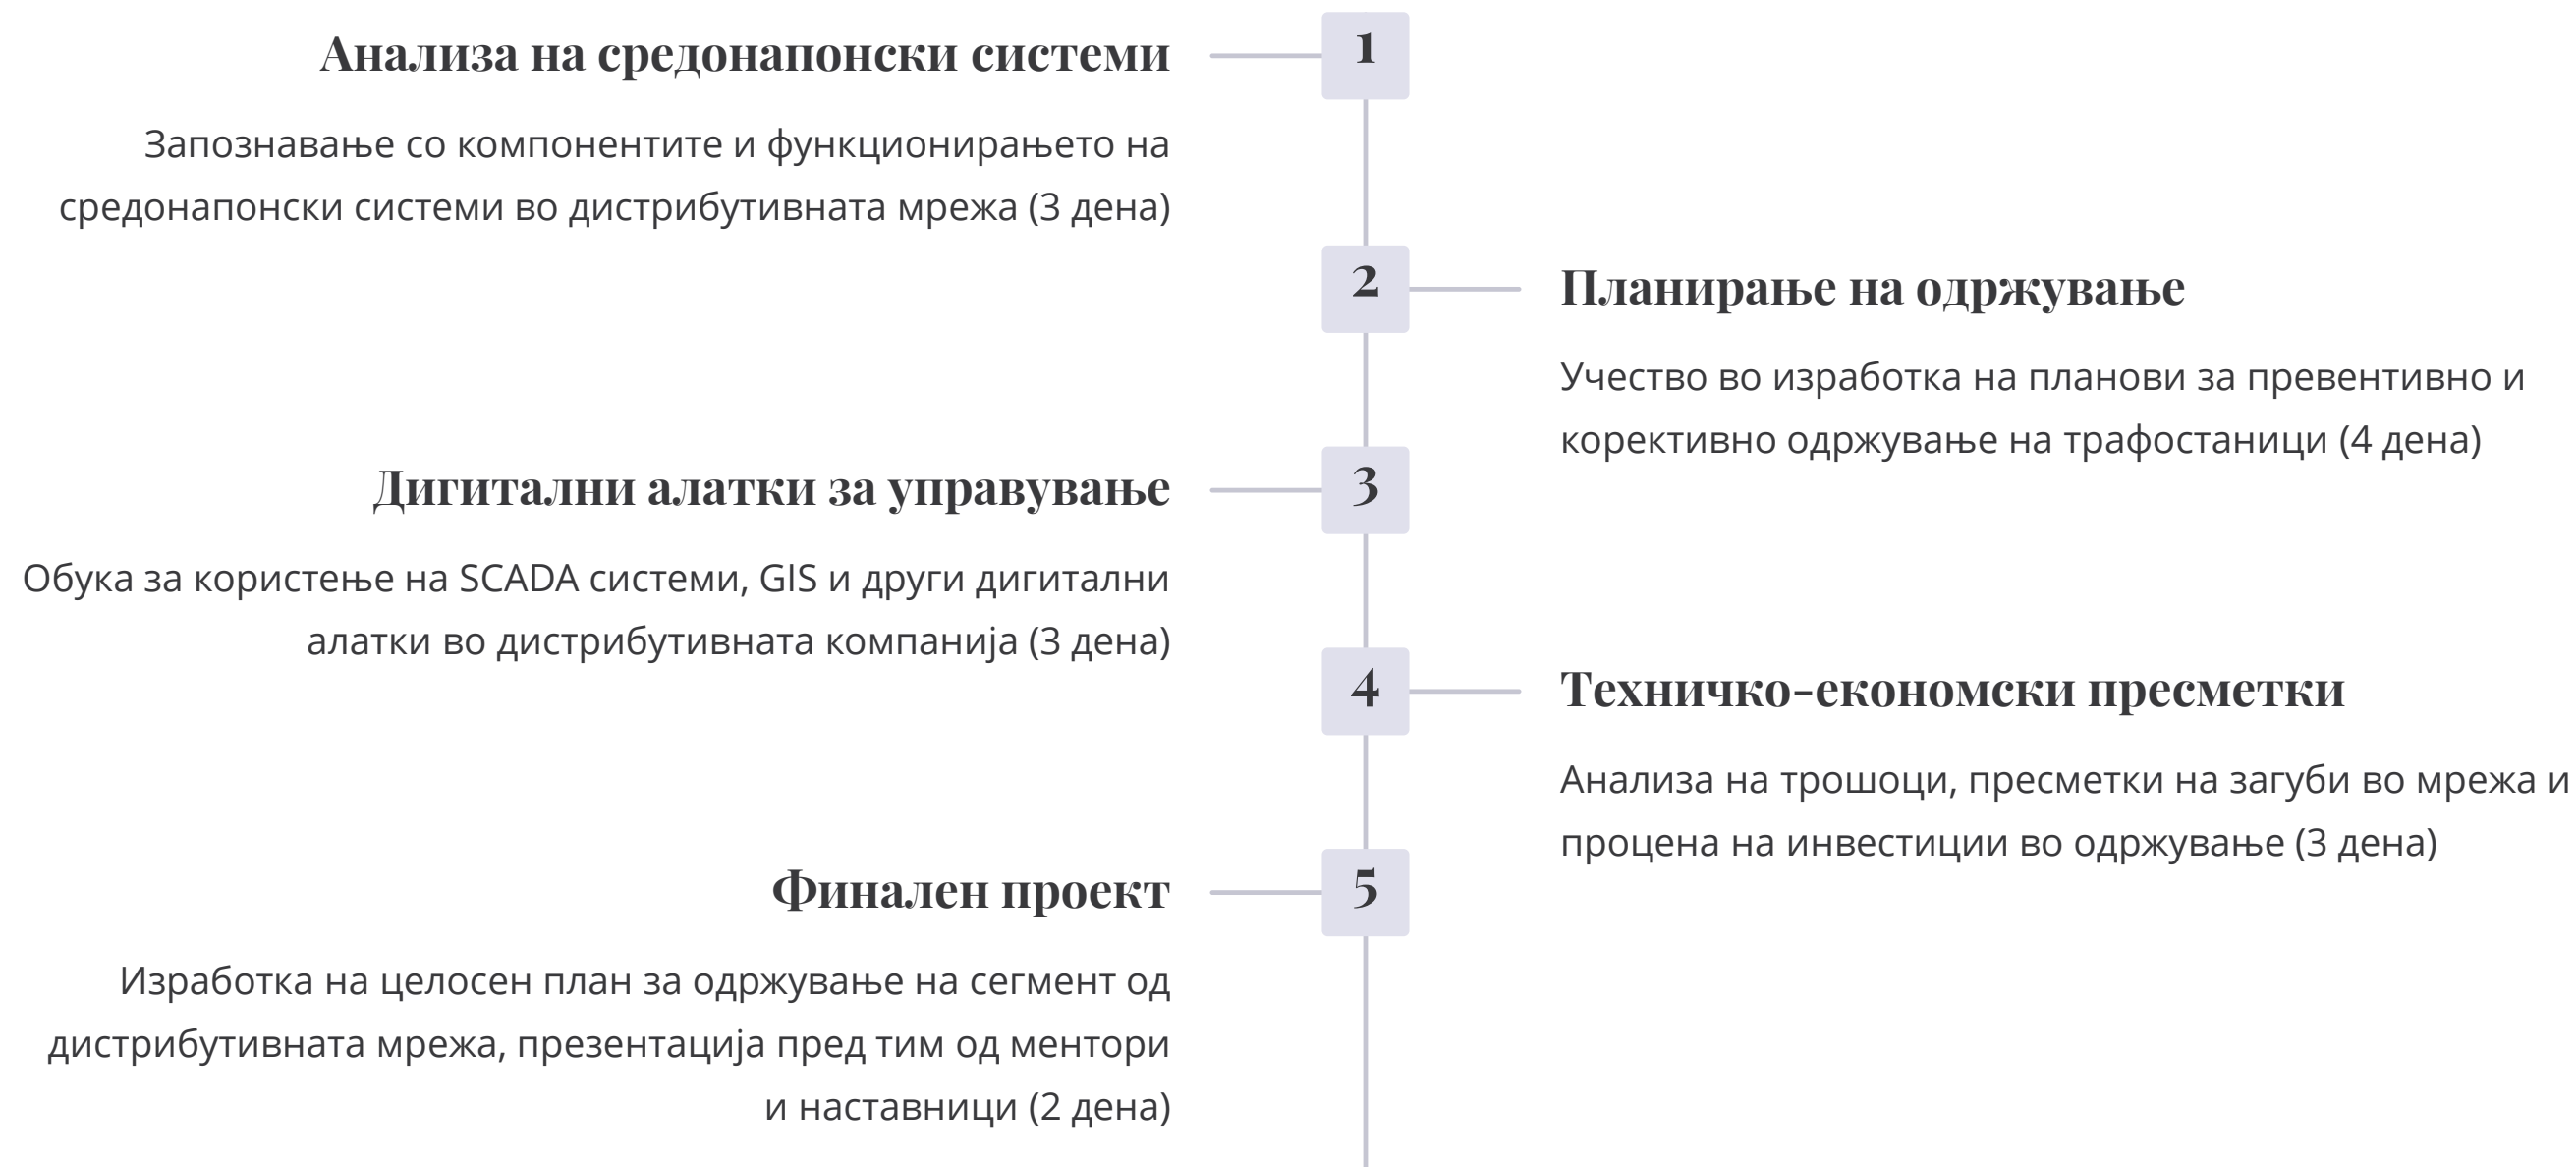 1
Анализа на средонапонски системи
Запознавање со компонентите и функционирањето на
средонапонски системи во дистрибутивната мрежа (3 дена)
2
Планирање на одржување
Учество во изработка на планови за превентивно и
корективно одржување на трафостаници (4 дена)
3
Дигитални алатки за управување
Обука за користење на SCADA системи, GIS и други дигитални
алатки во дистрибутивната компанија (3 дена)
4
Техничко-економски пресметки
Анализа на трошоци, пресметки на загуби во мрежа и
процена на инвестиции во одржување (3 дена)
5
Финален проект
Изработка на целосен план за одржување на сегмент од
дистрибутивната мрежа, презентација пред тим од ментори
и наставници (2 дена)